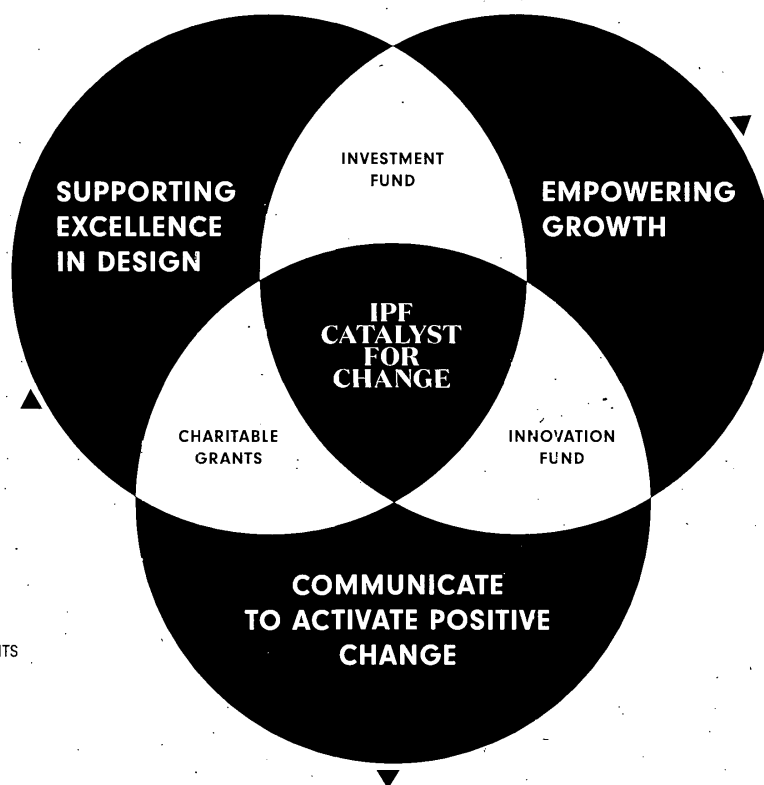 INVESTMENT
FUND
SUPPORTING
EXCELLENCE
IN DESIGN
EMPOWERING
GROWTH
IPF
CATALYST
FOR
CHANGE
CHARITABLE
GRANTS
INNOVATION
FUND
COMMUNICATE
TO ACTIVATE POSITIVE
CHANGE